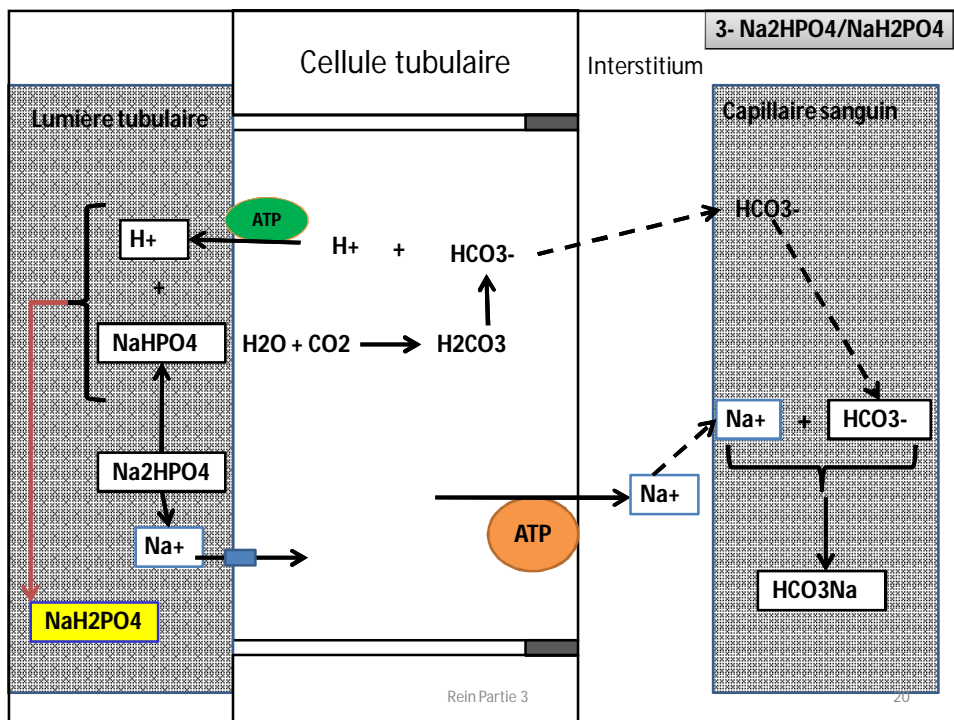 3- Na2HPO4/NaH2PO4
Cellule tubulaire
Interstitium
Lumière tubulaire
Capillaire sanguin
ATP
HCO3-
H+
H+ + HCO3-
+
NaHPO4
H2O + CO2
H2CO3
Na+ + HCO3-
Na2HPO4
Na+
ATP
Na+
HCO3Na
NaH2PO4
Rein Partie 3
20